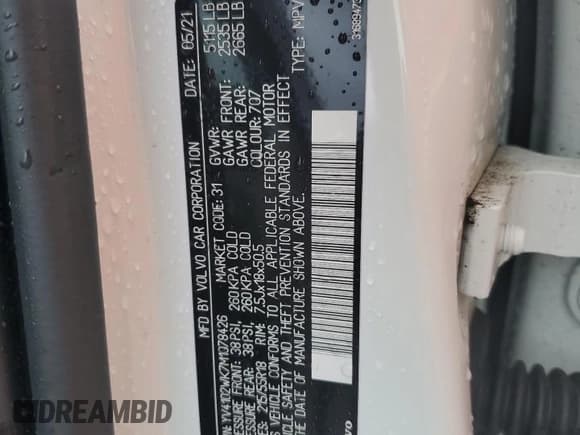 MFD BY VOLVO CAR CORPORATION DATE: 05/21
MARKET CODE: 31 GVWR: 5115 LB
38PSI, 260KPA COLD GAWR FRONT: 2535 LB
PRESSURE REAR: 38PSI, 260KPA COLD GAWR REAR: 2665 LB
RIM: 7.5Jx18x50.5 COLOUR: 707
VEHICLE CONFORMS TO ALL APPLICABLE FEDERAL MOTOR
VEHICLE SAFETY AND THEFT PREVENTION STANDARDS IN EFFECT
THE DATE OF MANUFACTURE SHOWN ABOVE. TYPE: MPV
DREAMBID